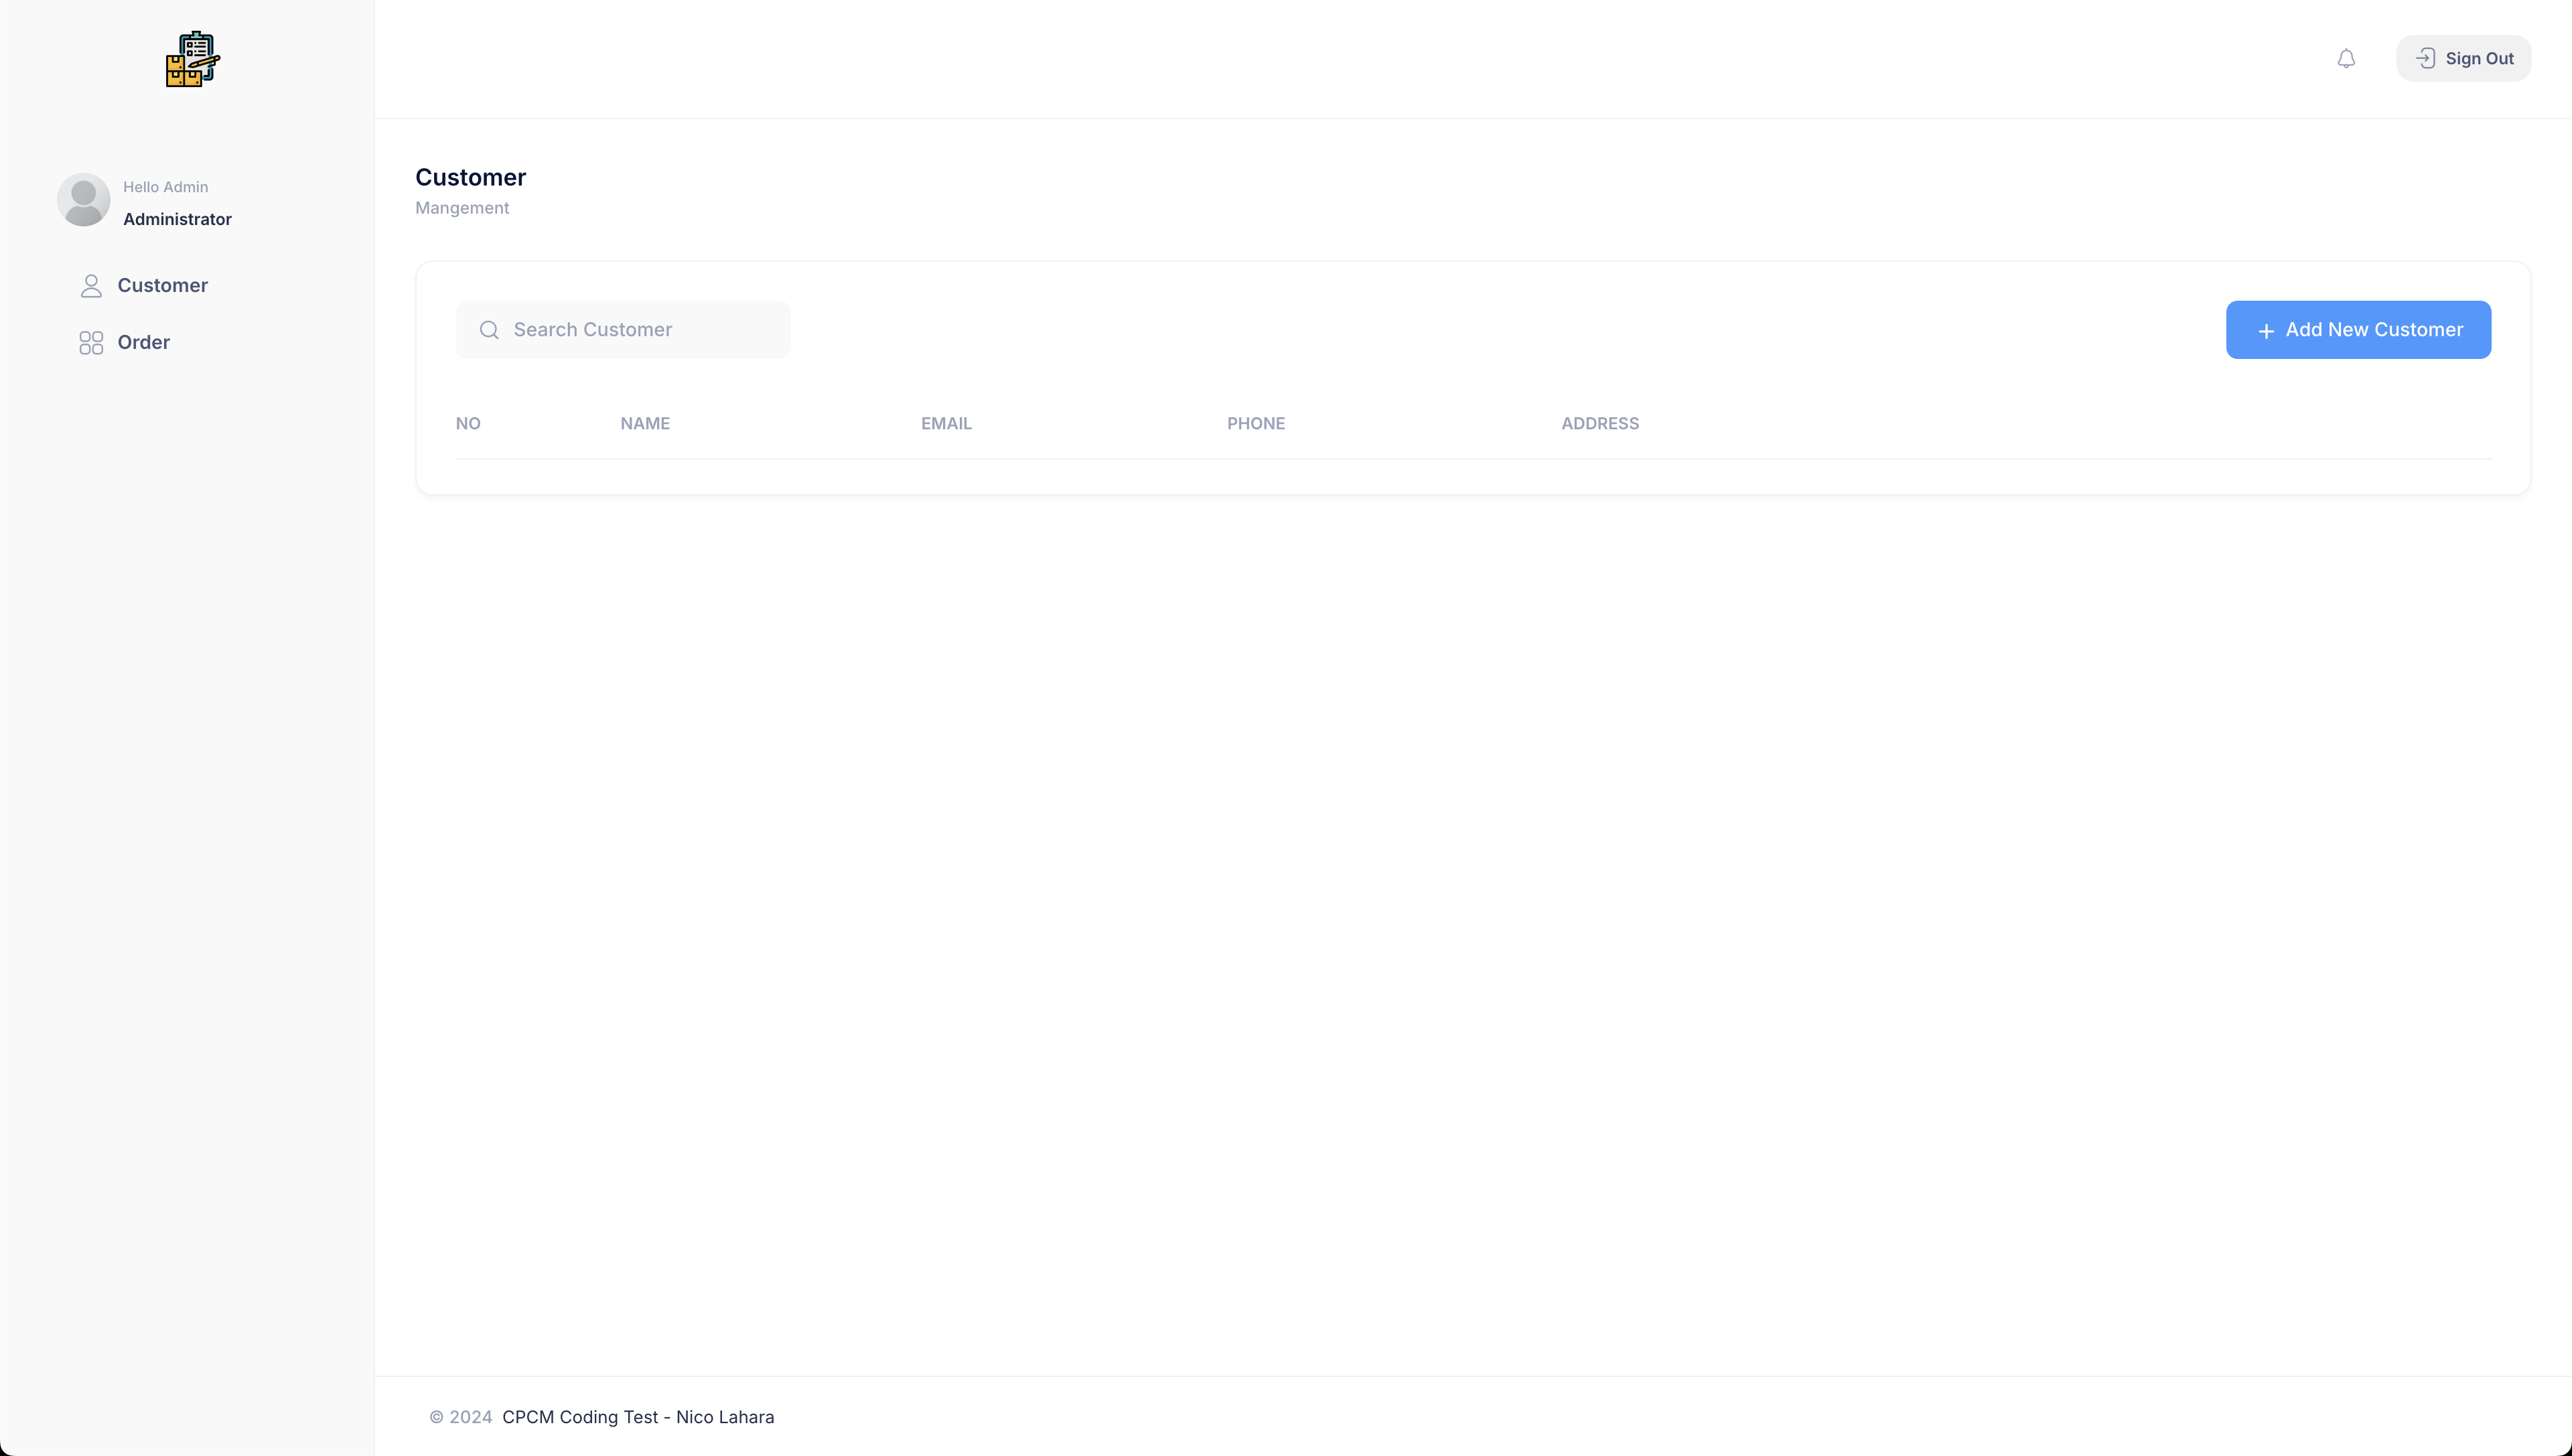 Sign Out
Hello Admin
Administrator
Customer
Order
Customer
Mangement
Search Customer
Add New Customer
NO NAME EMAIL PHONE ADDRESS
© 2024 CPCM Coding Test - Nico Lahara